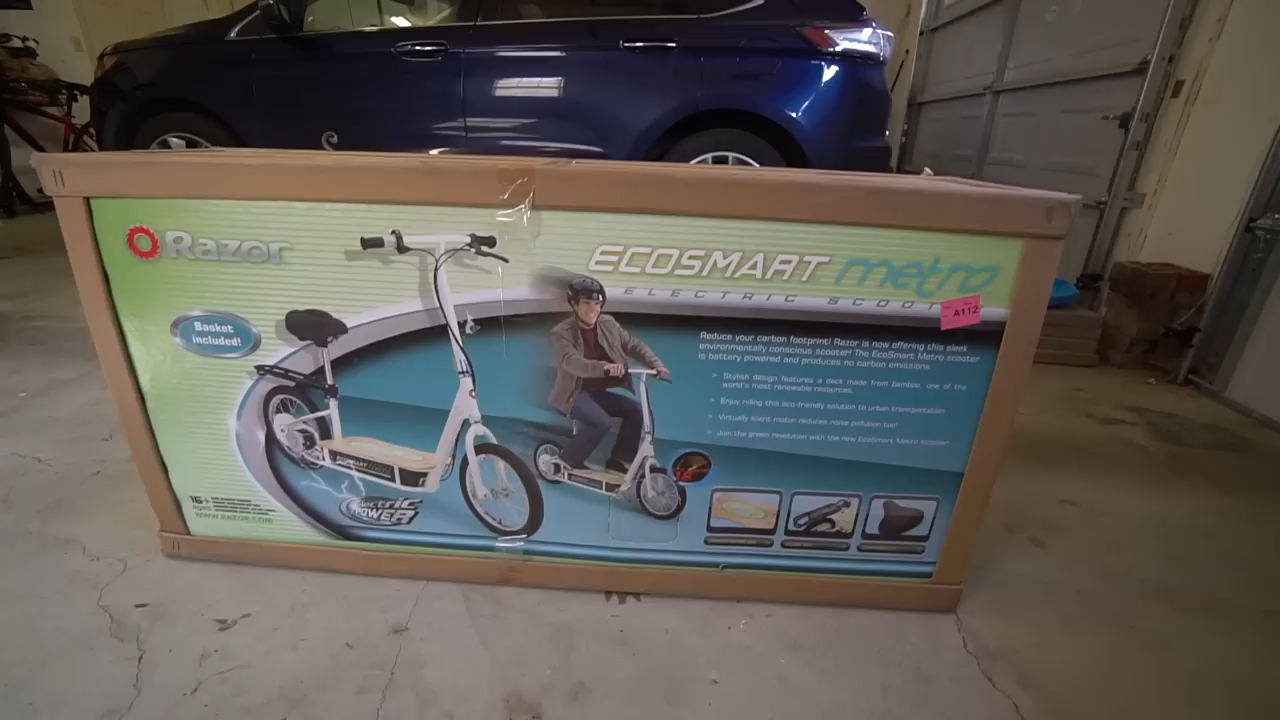 Razor
ECOSMART metro
ELECTRIC SCOOT
A112
Basket
included!
Reduce your carbon footprint! Razor is now offering this sleek
environmentally conscious scooter! The EcoSmart Metro scooter
is battery powered and produces no carbon emissions.
Stylish design features a deck made from bamboo, one of the
world's most renewable resources.
Enjoy riding this eco-friendly solution to urban transportation.
Virtually silent motor reduces noise pollution too!
Join the green revolution with the new EcoSmart Metro scooter.
ECOSMART
electric
POWER
16+
ages
WWW.RAZOR.COM